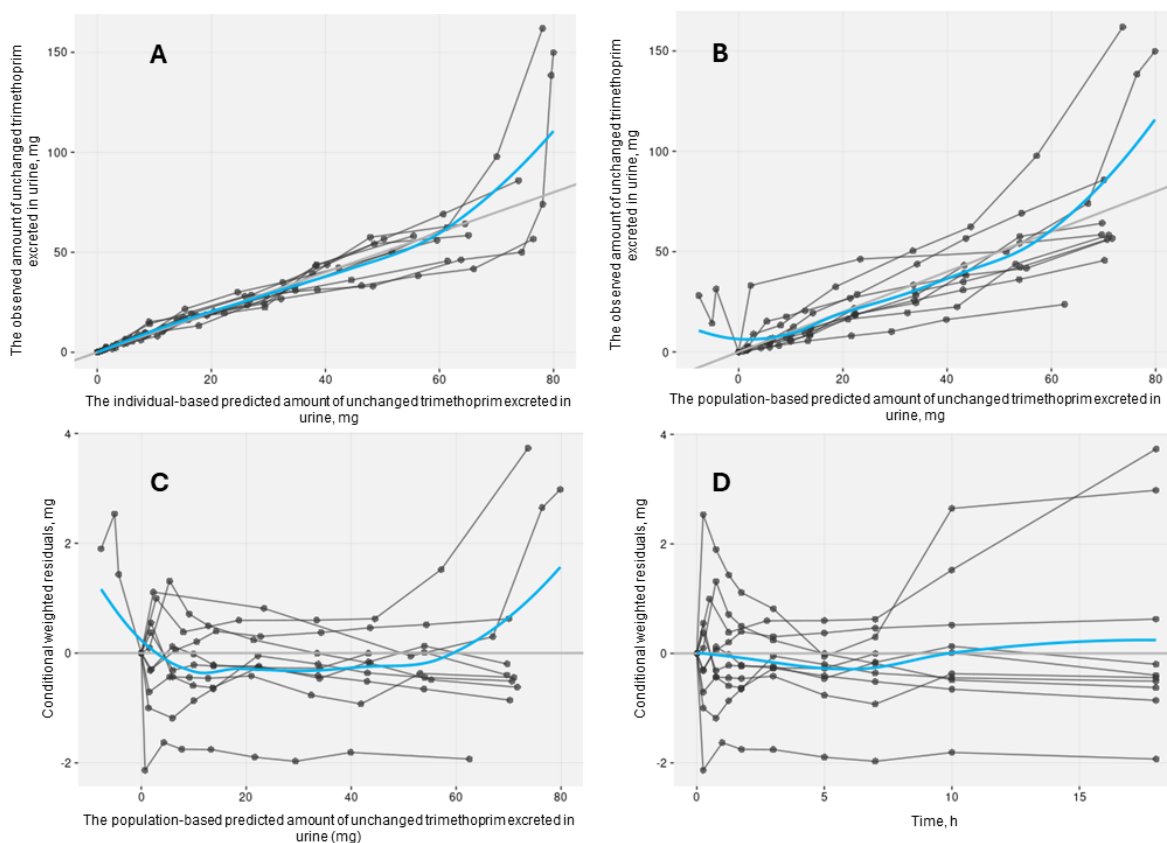 A
The observed amount of unchanged trimethoprim
excreted in urine, mg
150
100
50
0
0 20 40 60 80
The individual-based predicted amount of unchanged trimethoprim excreted in
urine, mg
B
The observed amount of unchanged trimethoprim
excreted in urine, mg
150
100
50
0
0 20 40 60 80
The population-based predicted amount of unchanged trimethoprim excreted in
urine, mg
C
Conditional weighted residuals, mg
4
2
0
-2
0 20 40 60 80
The population-based predicted amount of unchanged trimethoprim excreted in
urine (mg)
D
Conditional weighted residuals, mg
4
2
0
-2
0 5 10 15
Time, h